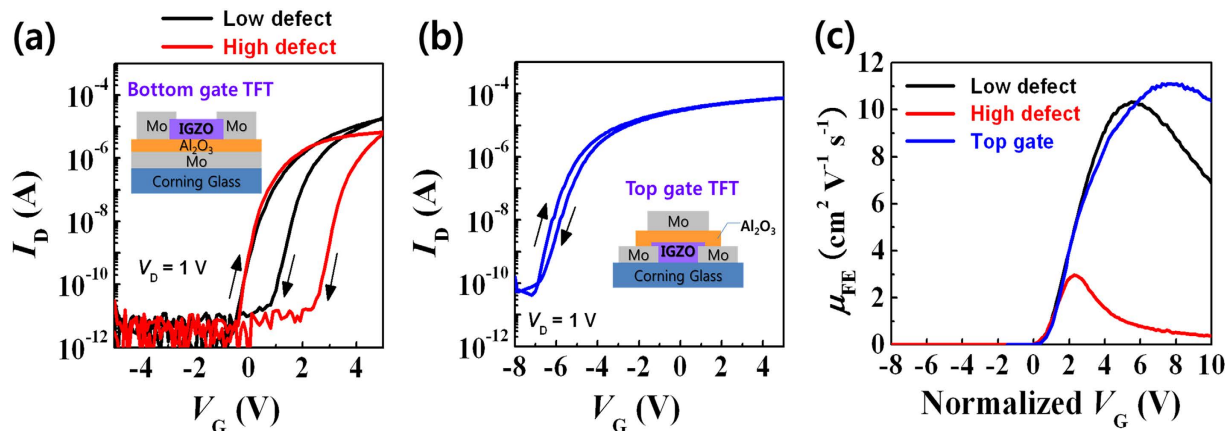 (a)
Low defect
High defect
Bottom gate TFT
Mo
IGZO
Mo
Al₂O₃
Mo
Corning Glass
V_D = 1 V
10⁻⁴
10⁻⁶
10⁻⁸
10⁻¹⁰
10⁻¹²
I_D (A)
-4 -2 0 2 4
V_G (V)
(b)
10⁻⁴
10⁻⁶
10⁻⁸
10⁻¹⁰
10⁻¹²
I_D (A)
Top gate TFT
Mo
Al₂O₃
Mo
IGZO
Mo
Corning Glass
V_D = 1 V
-8 -6 -4 -2 0 2 4
V_G (V)
(c)
Low defect
High defect
Top gate
12
10
8
6
4
2
0
μ_FE (cm² V⁻¹ s⁻¹)
-8 -6 -4 -2 0 2 4 6 8 10
Normalized V_G (V)